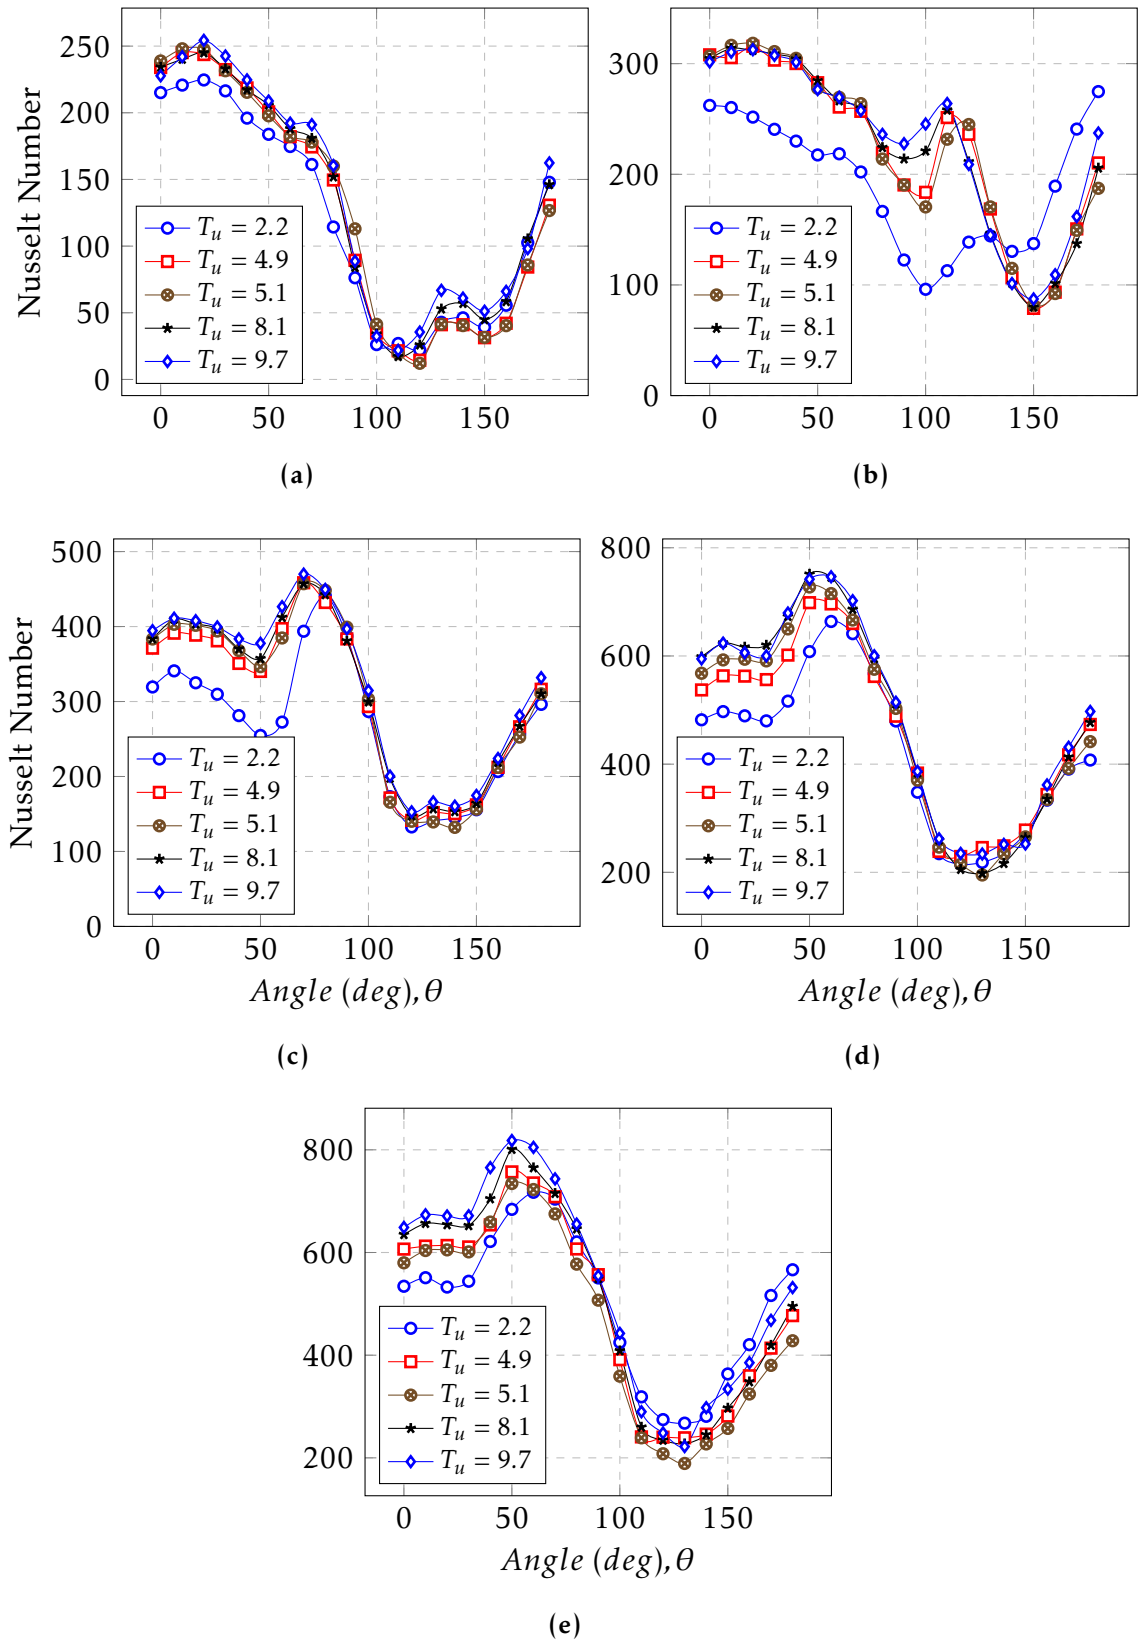 Nusselt Number
250
200
150
100
50
0
T_u = 2.2
T_u = 4.9
T_u = 5.1
T_u = 8.1
T_u = 9.7
0 50 100 150
(a)
300
200
100
0
T_u = 2.2
T_u = 4.9
T_u = 5.1
T_u = 8.1
T_u = 9.7
0 50 100 150
(b)
Nusselt Number
500
400
300
200
100
0
T_u = 2.2
T_u = 4.9
T_u = 5.1
T_u = 8.1
T_u = 9.7
0 50 100 150
Angle (deg), θ
(c)
800
600
400
200
T_u = 2.2
T_u = 4.9
T_u = 5.1
T_u = 8.1
T_u = 9.7
0 50 100 150
Angle (deg), θ
(d)
800
600
400
200
T_u = 2.2
T_u = 4.9
T_u = 5.1
T_u = 8.1
T_u = 9.7
0 50 100 150
Angle (deg), θ
(e)